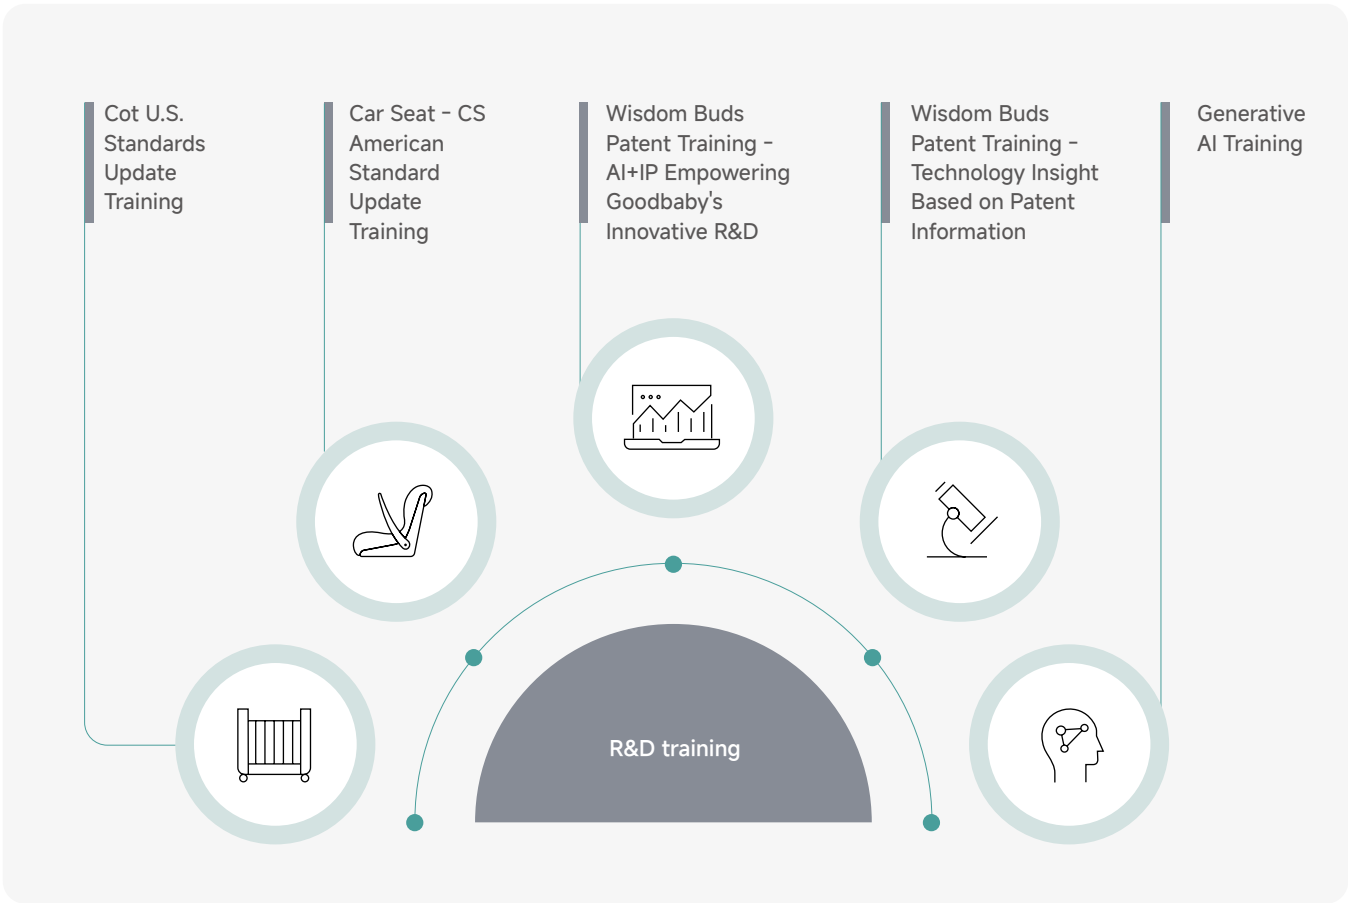 Cot U.S.
Standards
Update
Training
Car Seat - CS
American
Standard
Update
Training
Wisdom Buds
Patent Training -
AI+IP Empowering
Goodbaby's
Innovative R&D
Wisdom Buds
Patent Training -
Technology Insight
Based on Patent
Information
Generative
AI Training
R&D training